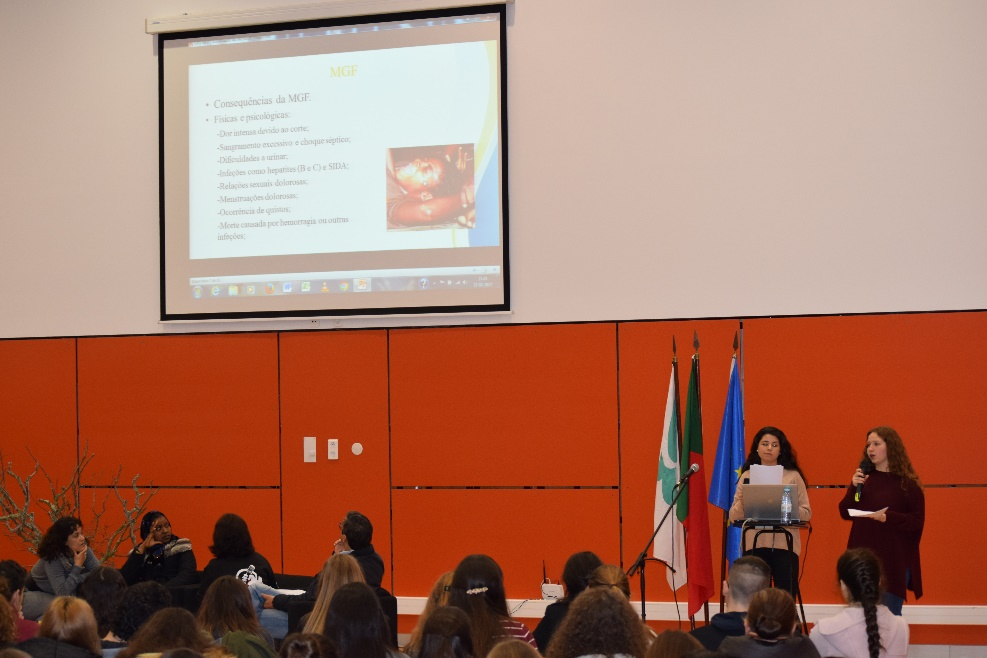 MGF
• Consequências da MGF.
• Físicas e psicológicas:
-Dor intensa devido ao corte;
-Sangramento excessivo e choque séptico;
-Dificuldades a urinar;
-Infeções como hepatites (B e C) e SIDA;
-Relações sexuais dolorosas;
-Menstruações dolorosas;
-Ocorrência de quistos;
-Morte causada por hemorragia ou outras
infeções;